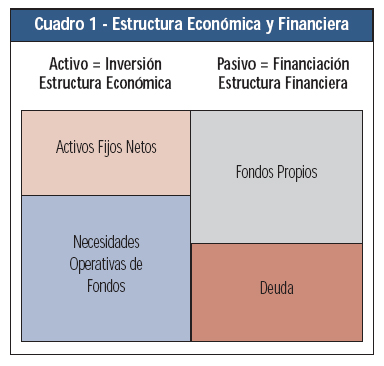 Cuadro 1 - Estructura Económica y Financiera
Activo = Inversión
Estructura Económica
Pasivo = Financiación
Estructura Financiera
Activos Fijos Netos
Necesidades
Operativas de
Fondos
Fondos Propios
Deuda